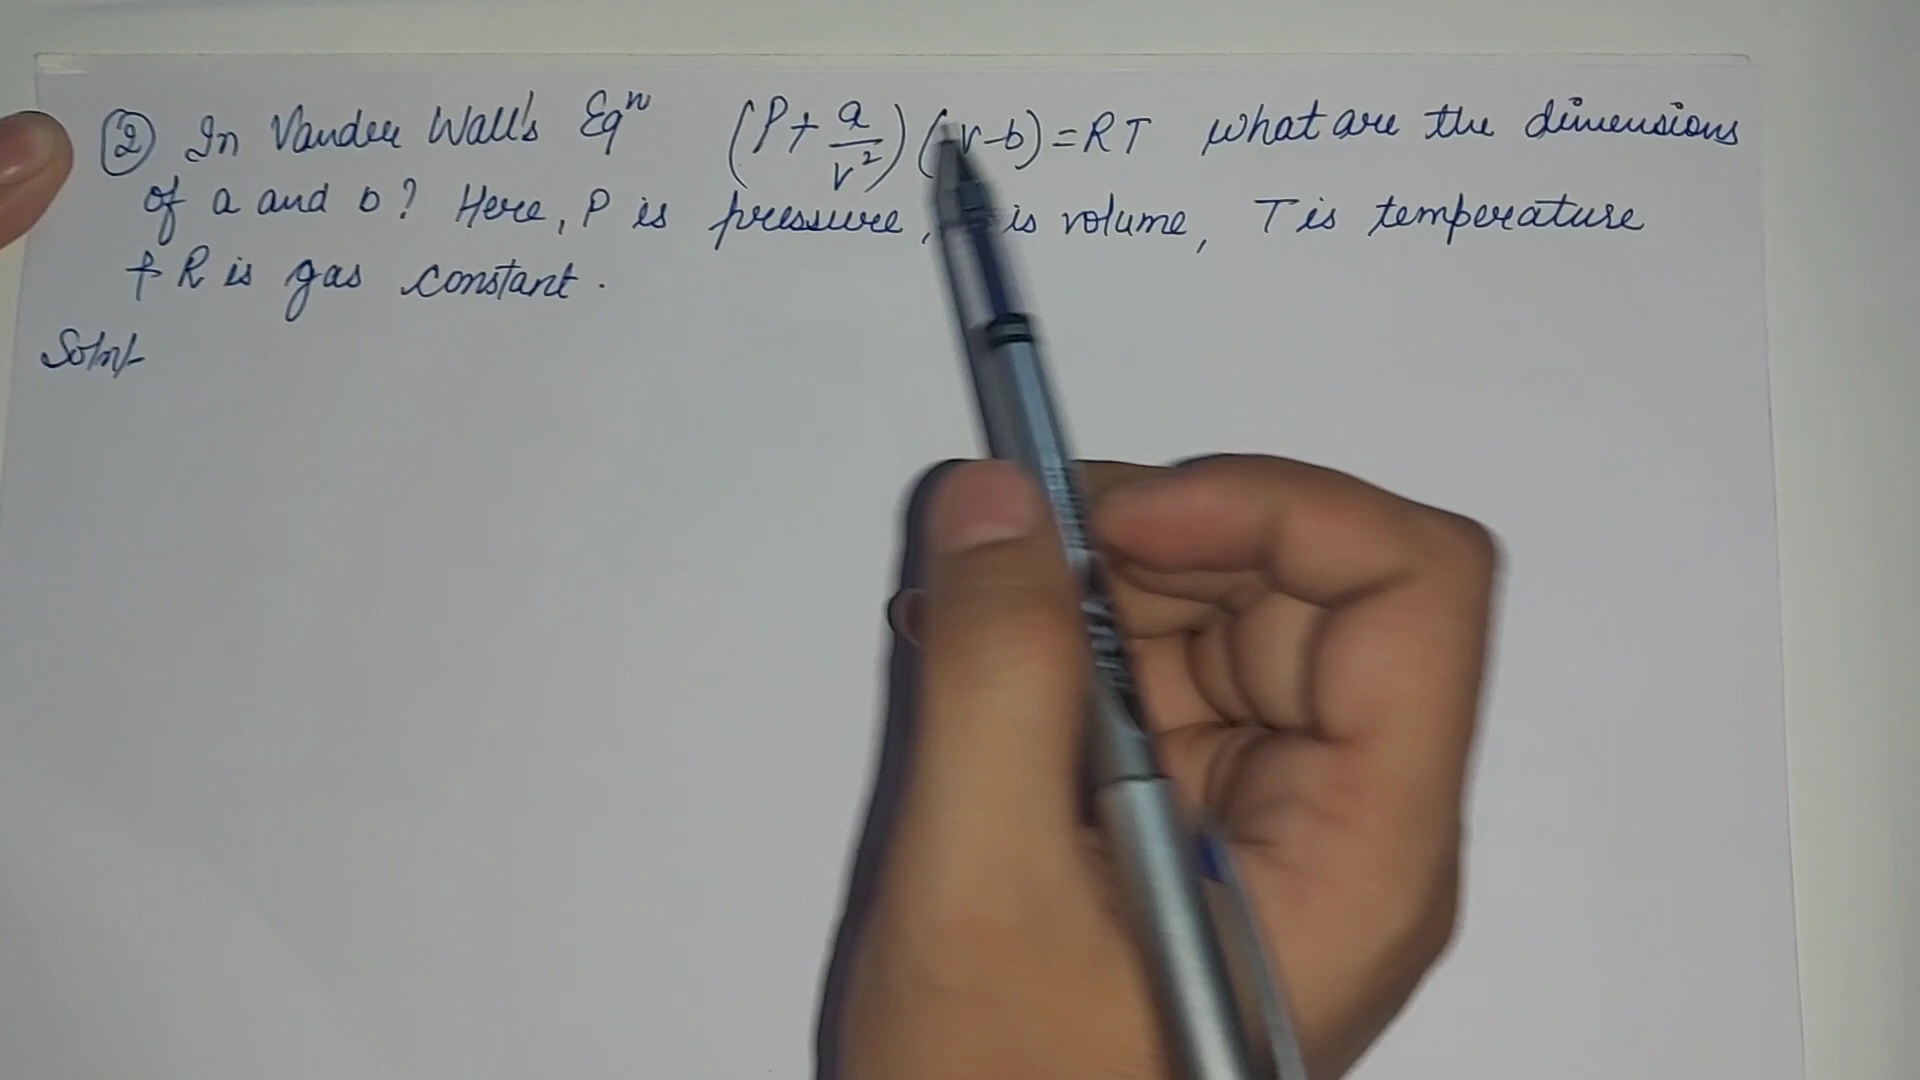 ② In Vander Wall's Eqⁿ (P + a/v²) (v-b) = RT what are the dimensions
of a and b? Here, P is pressure, is volume, T is temperature
+ R is gas constant.
Soln/-